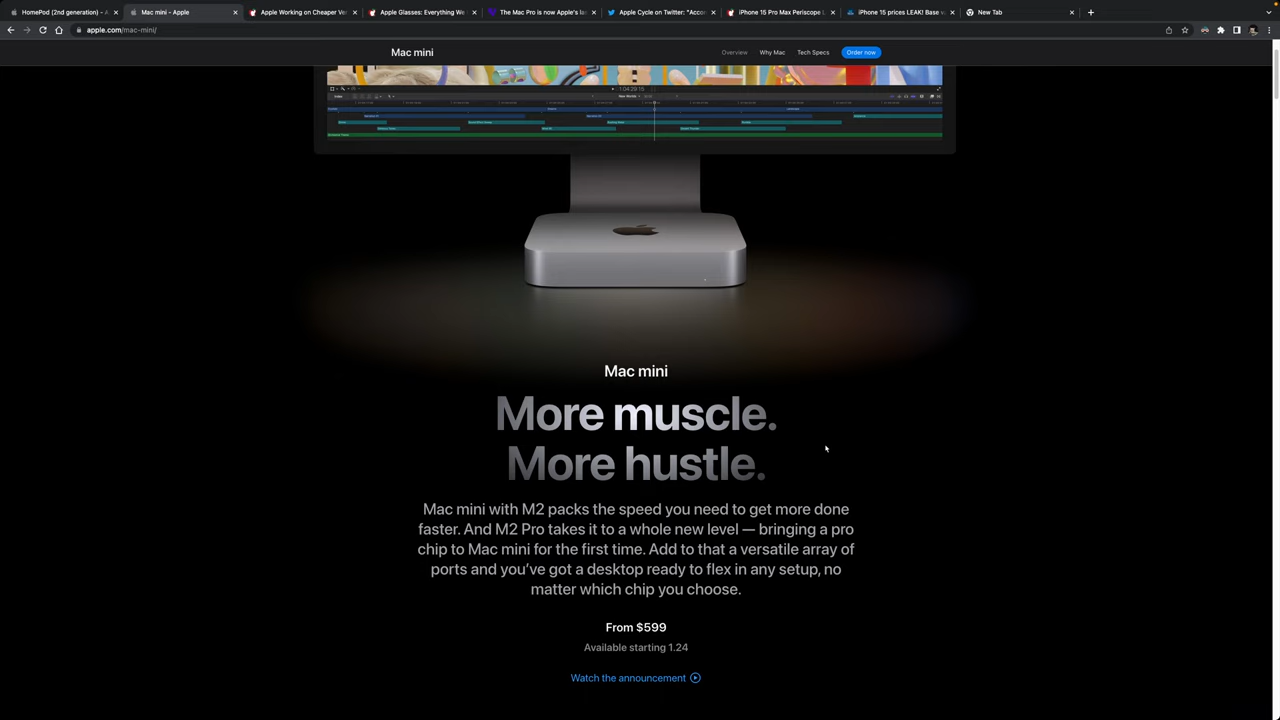 HomePod (2nd generation) - A
Mac mini - Apple
Apple Working on Cheaper Ver
Apple Glasses: Everything We
The Mac Pro is now Apple's la
Apple Cycle on Twitter: "Accor
iPhone 15 Pro Max Periscope L
iPhone 15 prices LEAK! Base v
New Tab
apple.com/mac-mini/
Mac mini
Overview
Why Mac
Tech Specs
Order now
Mac mini
More muscle.
More hustle.
Mac mini with M2 packs the speed you need to get more done
faster. And M2 Pro takes it to a whole new level — bringing a pro
chip to Mac mini for the first time. Add to that a versatile array of
ports and you've got a desktop ready to flex in any setup, no
matter which chip you choose.
From $599
Available starting 1.24
Watch the announcement